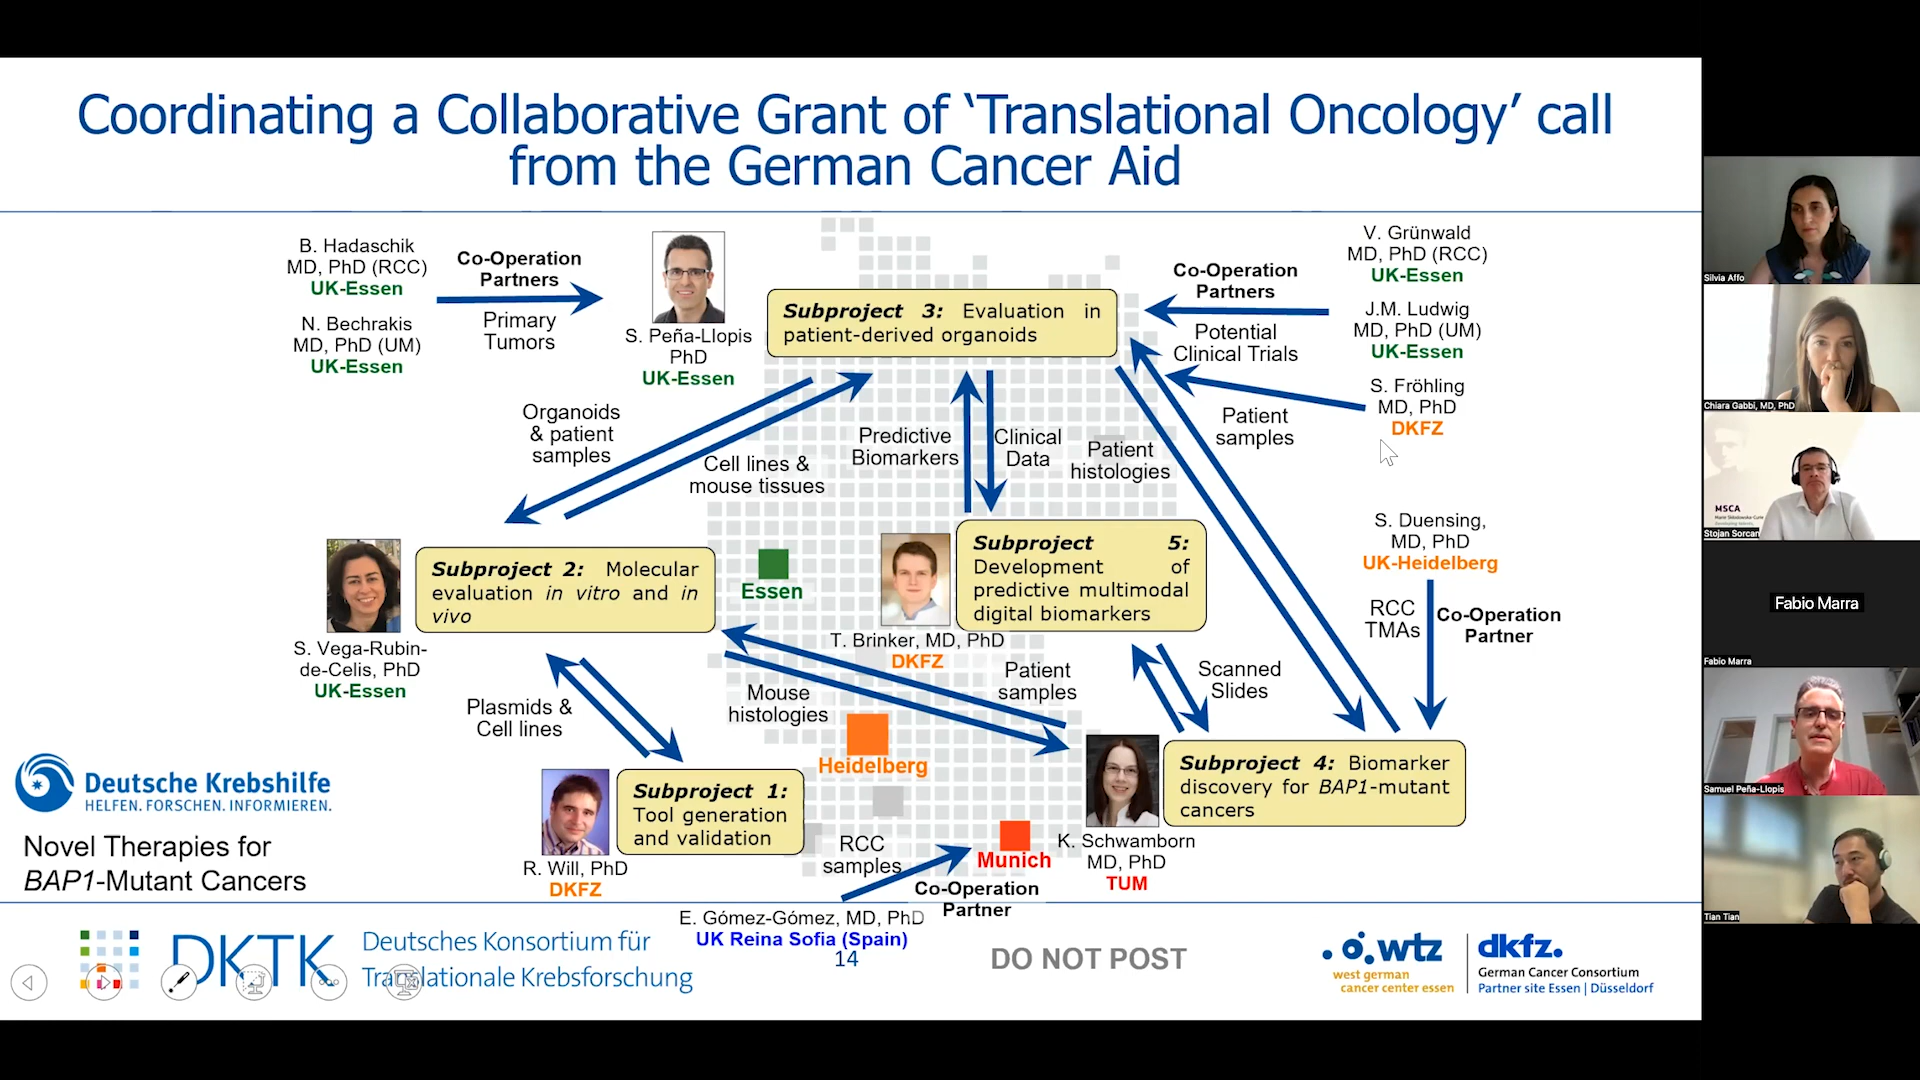 Coordinating a Collaborative Grant of ‘Translational Oncology’ call
from the German Cancer Aid
B. Hadaschik
MD, PhD (RCC)
UK-Essen
N. Bechrakis
MD, PhD (UM)
UK-Essen
Co-Operation
Partners
Primary
Tumors
S. Peña-Llopis
PhD
UK-Essen
Subproject 3: Evaluation in
patient-derived organoids
Co-Operation
Partners
Potential
Clinical Trials
V. Grünwald
MD, PhD (RCC)
UK-Essen
J.M. Ludwig
MD, PhD (UM)
UK-Essen
S. Fröhling
MD, PhD
DKFZ
Patient
samples
Organoids
& patient
samples
Cell lines &
mouse tissues
Predictive
Biomarkers
Clinical
Data
Patient
histologies
S. Duensing,
MD, PhD
UK-Heidelberg
RCC
TMAs
Co-Operation
Partner
S. Vega-Rubin-
de-Celis, PhD
UK-Essen
Subproject 2: Molecular
evaluation in vitro and in
vivo
Essen
Subproject 5:
Development of
predictive multimodal
digital biomarkers
T. Brinker, MD, PhD
DKFZ
Patient
samples
Scanned
Slides
Mouse
histologies
Plasmids &
Cell lines
Heidelberg
R. Will, PhD
DKFZ
Subproject 1:
Tool generation
and validation
RCC
samples
Munich
Co-Operation
Partner
K. Schwamborn
MD, PhD
TUM
Subproject 4: Biomarker
discovery for BAP1-mutant
cancers
E. Gómez-Gómez, MD, PhD
UK Reina Sofia (Spain)
Deutsche Krebshilfe
HELFEN. FORSCHEN. INFORMIEREN.
Novel Therapies for
BAP1-Mutant Cancers
DKTK
Deutsches Konsortium für
Translationale Krebsforschung
14
DO NOT POST
wtz
west german
cancer center essen
dkfz.
German Cancer Consortium
Partner site Essen | Düsseldorf
Silvia Affo
Chiara Gabbi, MD, PhD
MSCA
Stojan Sorcan
Fabio Marra
Fabio Marra
Samuel Peña-Llopis
Tian Tian